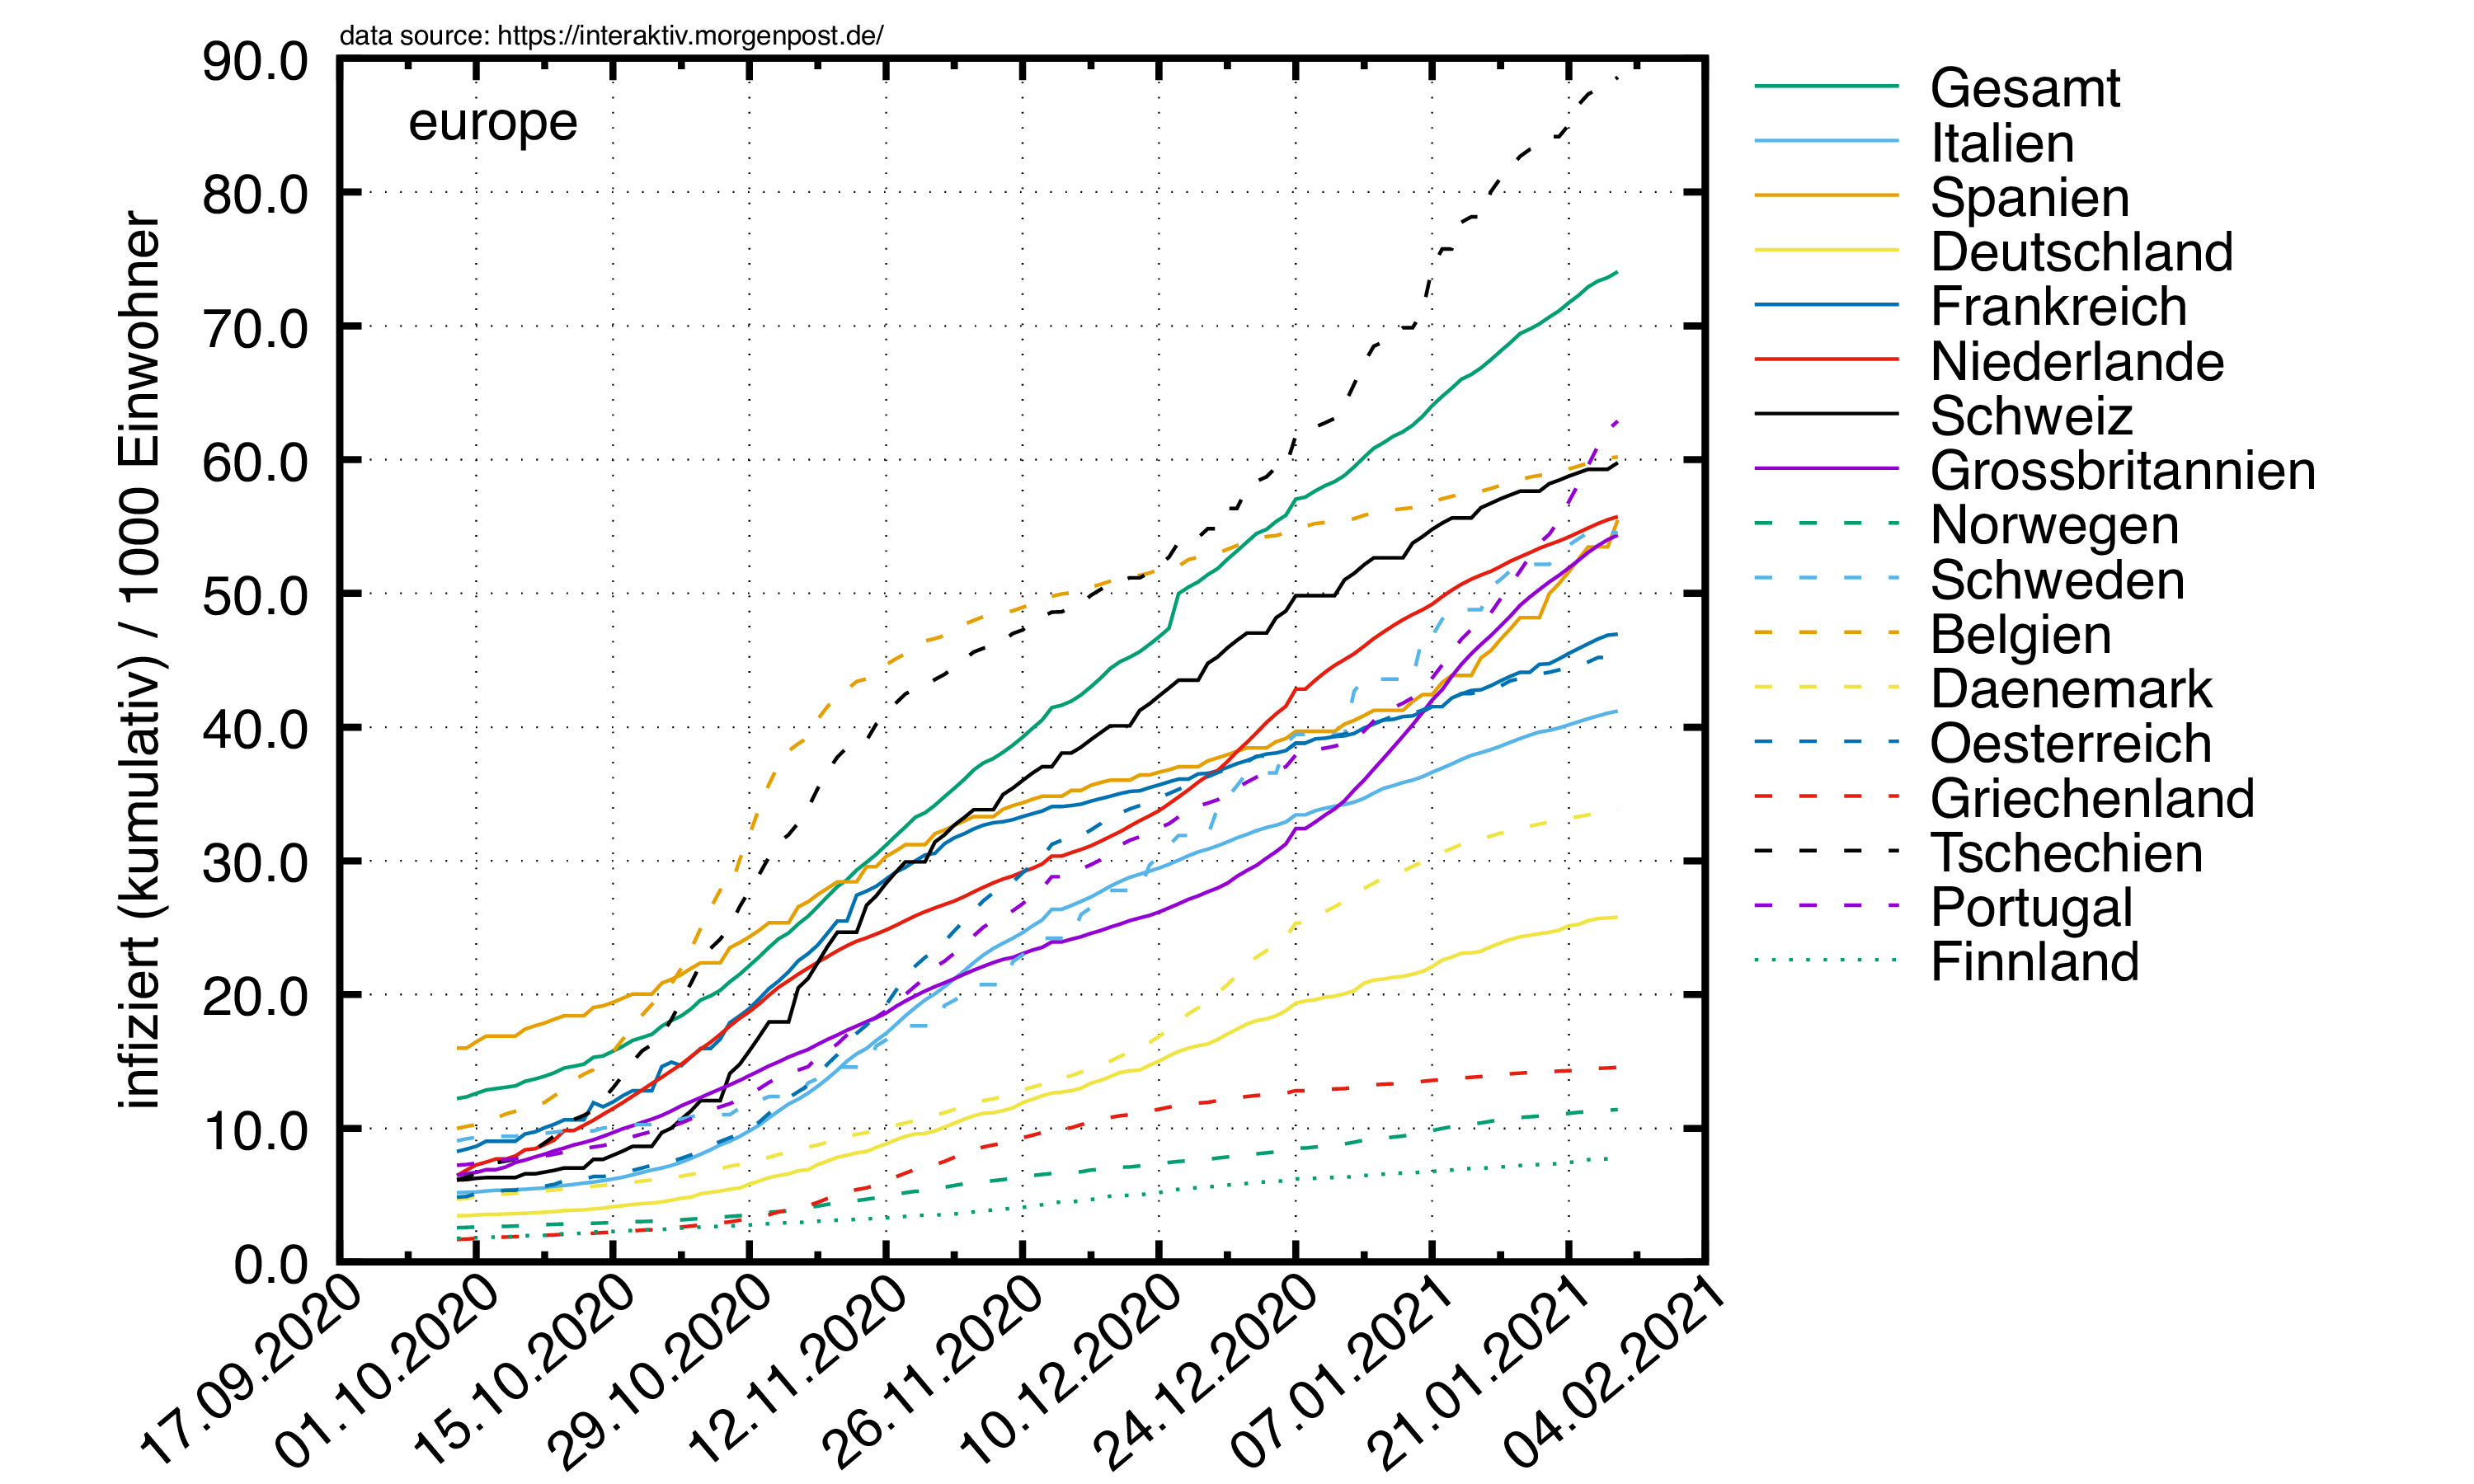 data source: https://interaktiv.morgenpost.de/
europe
infiziert (kumulativ) / 1000 Einwohner
90.0
80.0
70.0
60.0
50.0
40.0
30.0
20.0
10.0
0.0
17.09.2020
01.10.2020
15.10.2020
29.10.2020
12.11.2020
26.11.2020
10.12.2020
24.12.2020
07.01.2021
21.01.2021
04.02.2021
Gesamt
Italien
Spanien
Deutschland
Frankreich
Niederlande
Schweiz
Grossbritannien
Norwegen
Schweden
Belgien
Daenemark
Oesterreich
Griechenland
Tschechien
Portugal
Finnland